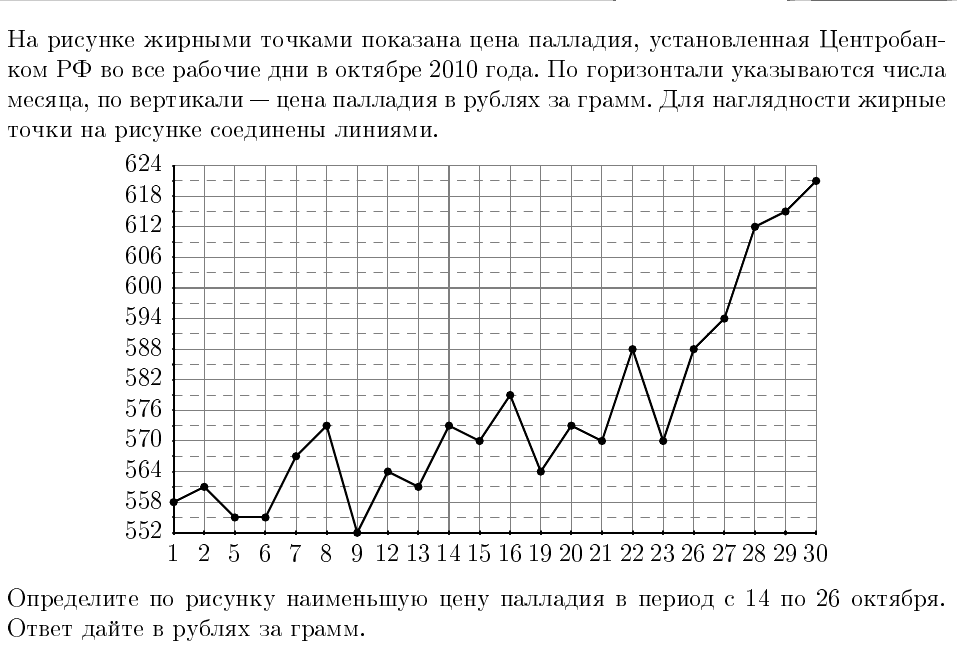 На рисунке жирными точками показана цена палладия, установленная Центробан-
ком РФ во все рабочие дни в октябре 2010 года. По горизонтали указываются числа
месяца, по вертикали — цена палладия в рублях за грамм. Для наглядности жирные
точки на рисунке соединены линиями.
624
618
612
606
600
594
588
582
576
570
564
558
552
1 2 5 6 7 8 9 12 13 14 15 16 19 20 21 22 23 26 27 28 29 30
Определите по рисунку наименьшую цену палладия в период с 14 по 26 октября.
Ответ дайте в рублях за грамм.